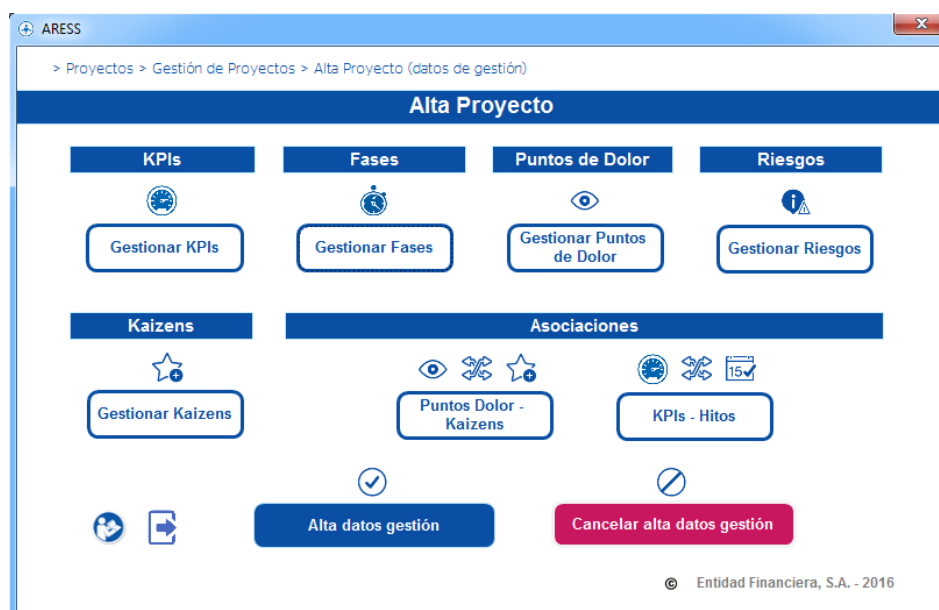 ARESS
> Proyectos > Gestión de Proyectos > Alta Proyecto (datos de gestión)
Alta Proyecto
KPIs
Fases
Puntos de Dolor
Riesgos
Gestionar KPIs
Gestionar Fases
Gestionar Puntos
de Dolor
Gestionar Riesgos
Kaizens
Asociaciones
15
Gestionar Kaizens
Puntos Dolor -
Kaizens
KPIs - Hitos
Alta datos gestión
Cancelar alta datos gestión
© Entidad Financiera, S.A. - 2016